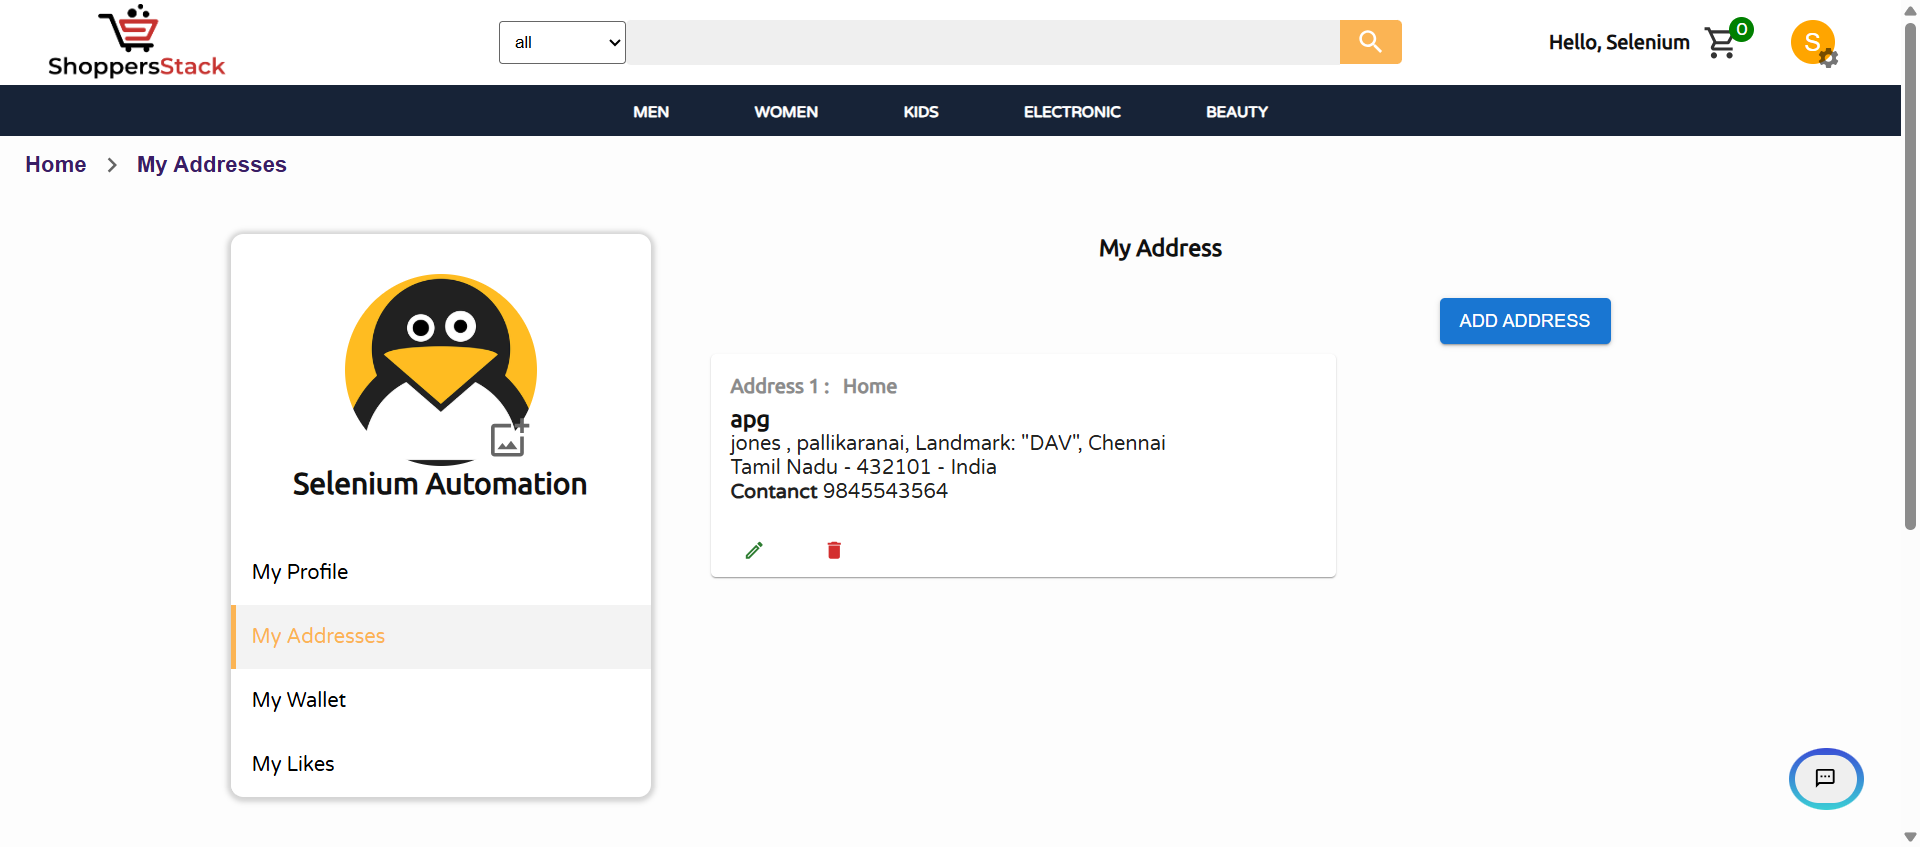 ShoppersStack
all
Hello, Selenium
0
S
MEN WOMEN KIDS ELECTRONIC BEAUTY
Home > My Addresses
My Address
ADD ADDRESS
Selenium Automation
My Profile
My Addresses
My Wallet
My Likes
Address 1 : Home
apg
jones , pallikaranai, Landmark: "DAV", Chennai
Tamil Nadu - 432101 - India
Contanct 9845543564